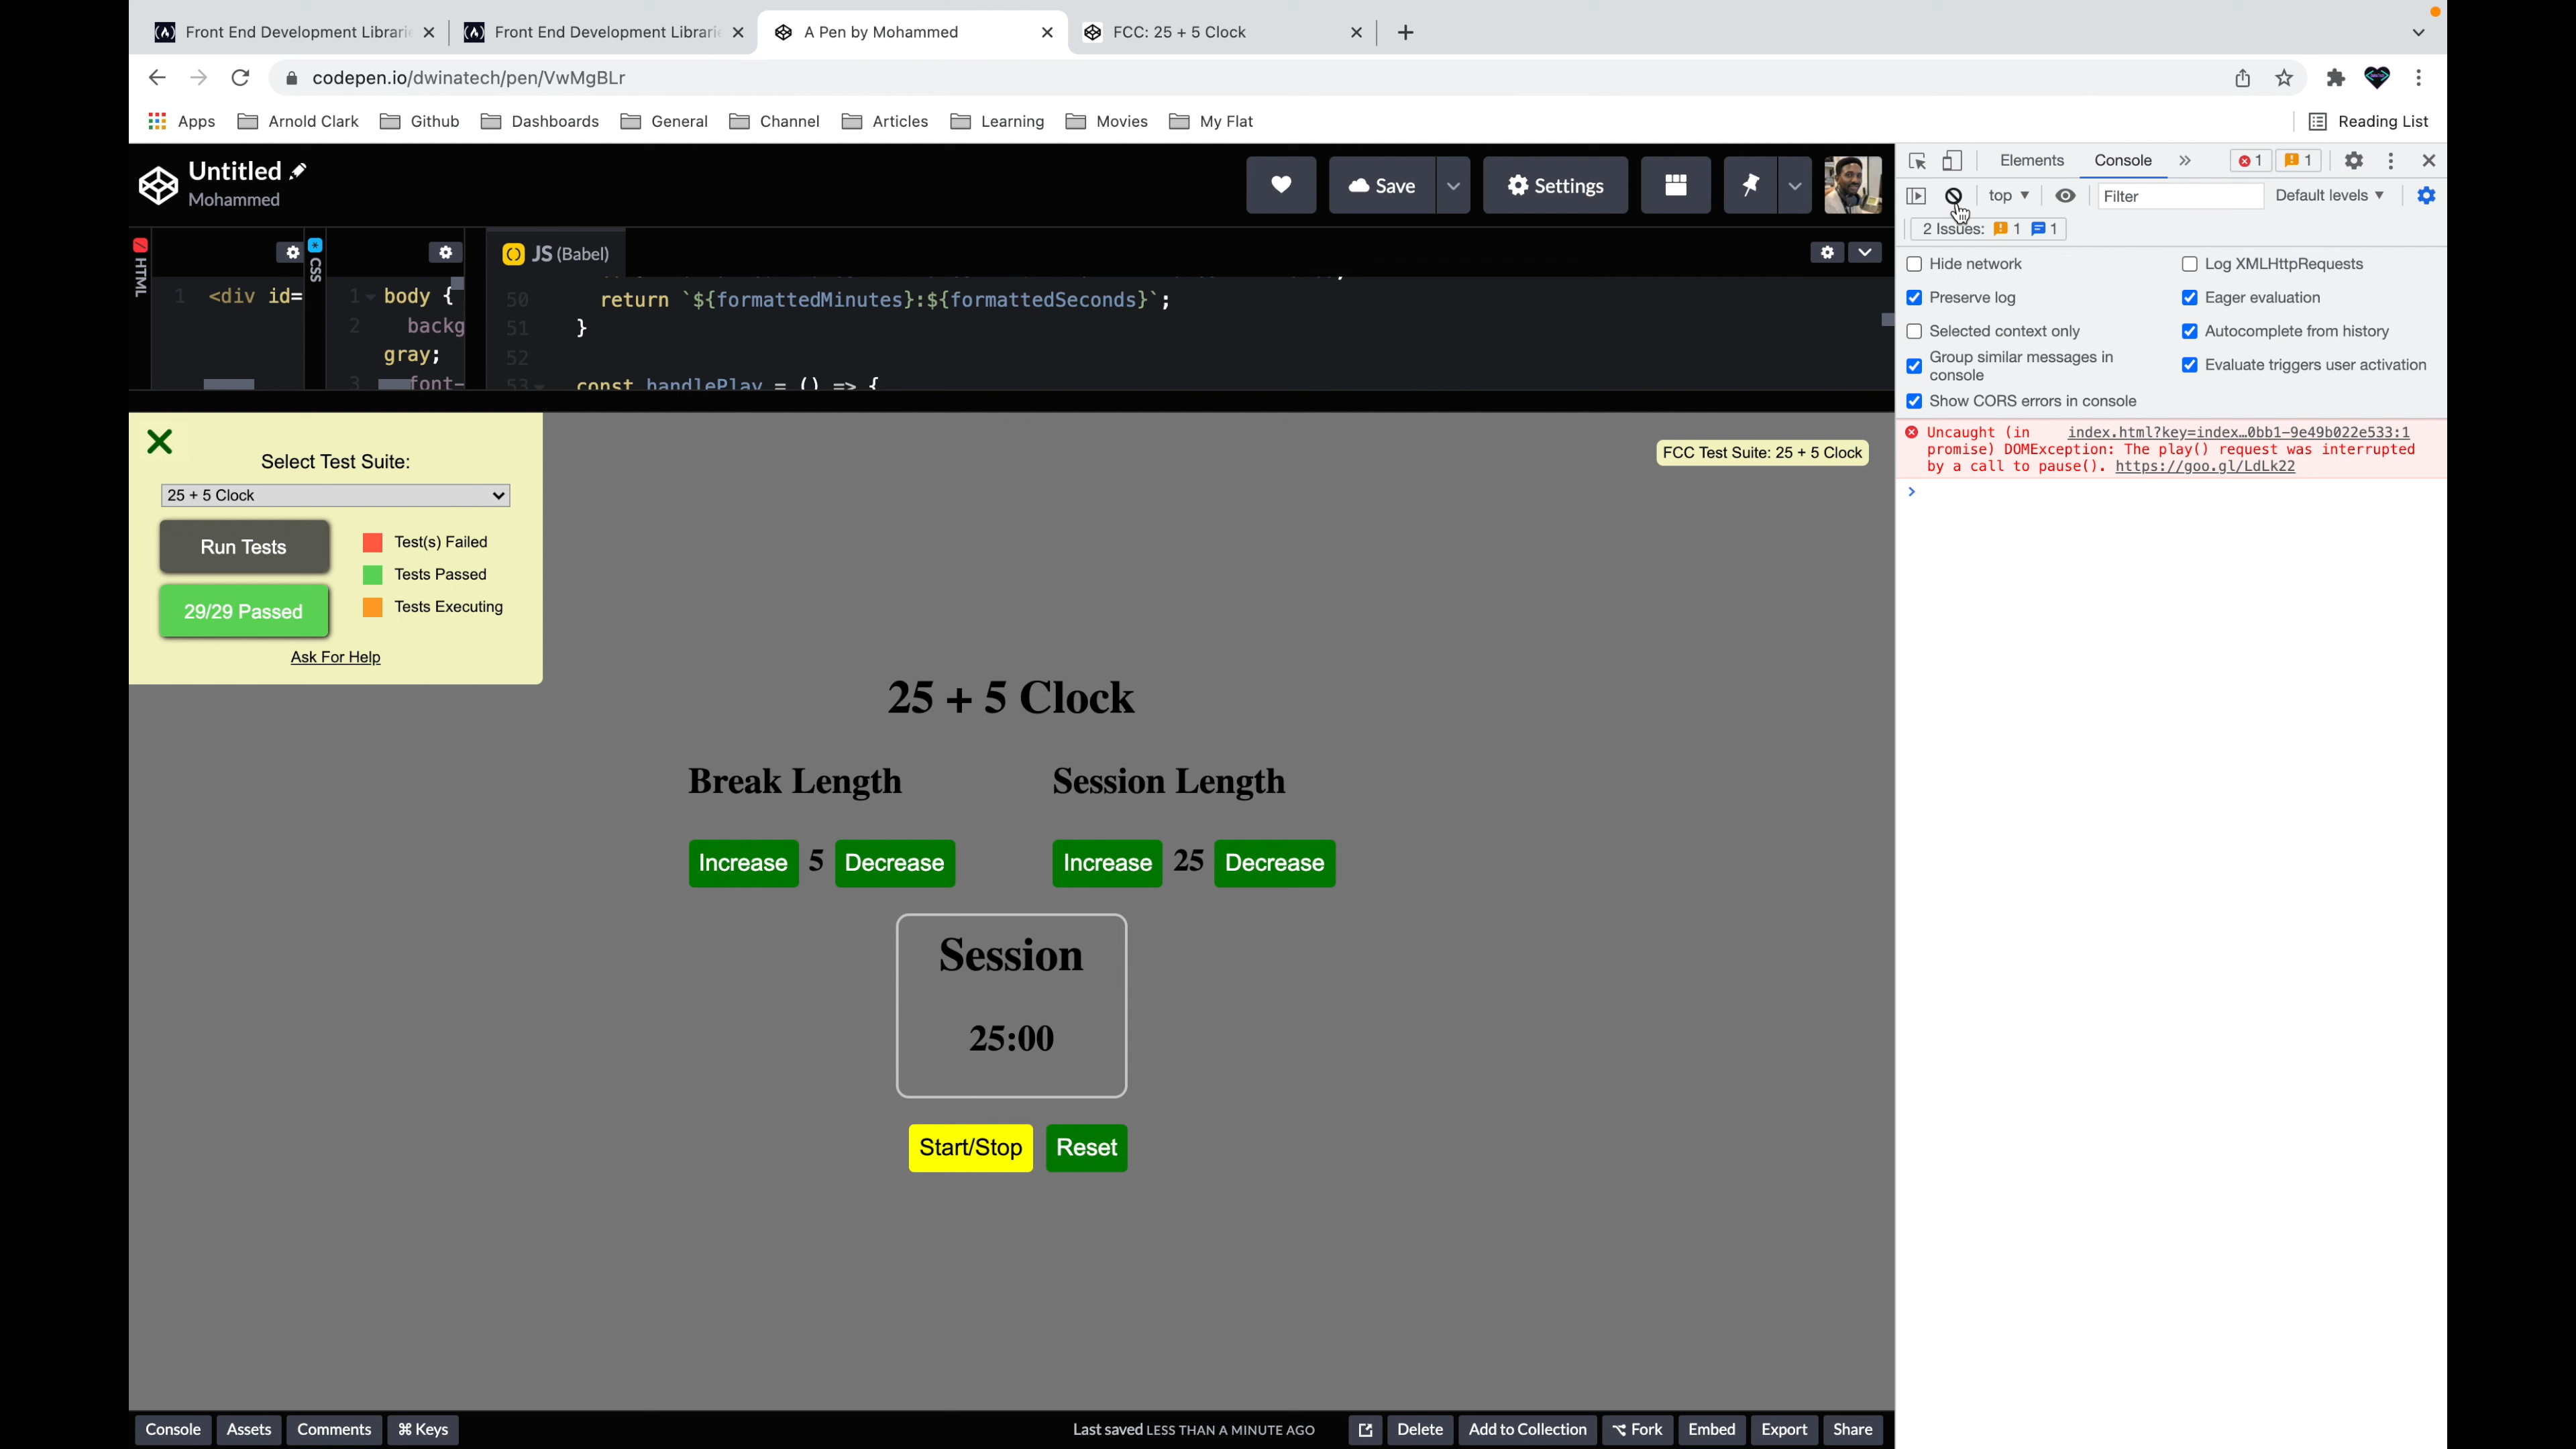 Front End Development Librarie
Front End Development Librarie
A Pen by Mohammed
FCC: 25 + 5 Clock
codepen.io/dwinatech/pen/VwMgBLr
Apps
Arnold Clark
Github
Dashboards
General
Channel
Articles
Learning
Movies
My Flat
Reading List
Untitled
Mohammed
Save
Settings
HTML
1 <div id=
CSS
1 body {
2 backg
gray;
3 font-
JS (Babel)
50 return `${formattedMinutes}:${formattedSeconds}`;
51 }
52
53 const handlePlay = () => {
Select Test Suite:
25 + 5 Clock
Run Tests
29/29 Passed
Test(s) Failed
Tests Passed
Tests Executing
Ask For Help
FCC Test Suite: 25 + 5 Clock
25 + 5 Clock
Break Length
Session Length
Increase 5 Decrease
Increase 25 Decrease
Session
25:00
Start/Stop
Reset
Console
Assets
Comments
⌘ Keys
Last saved LESS THAN A MINUTE AGO
Delete
Add to Collection
Fork
Embed
Export
Share
Elements
Console
1
1
top
Filter
Default levels
2 Issues: 1 1
Hide network
Log XMLHttpRequests
Preserve log
Eager evaluation
Selected context only
Autocomplete from history
Group similar messages in
console
Evaluate triggers user activation
Show CORS errors in console
Uncaught (in index.html?key=index…0bb1-9e49b022e533:1
promise) DOMException: The play() request was interrupted
by a call to pause(). https://goo.gl/LdLk22